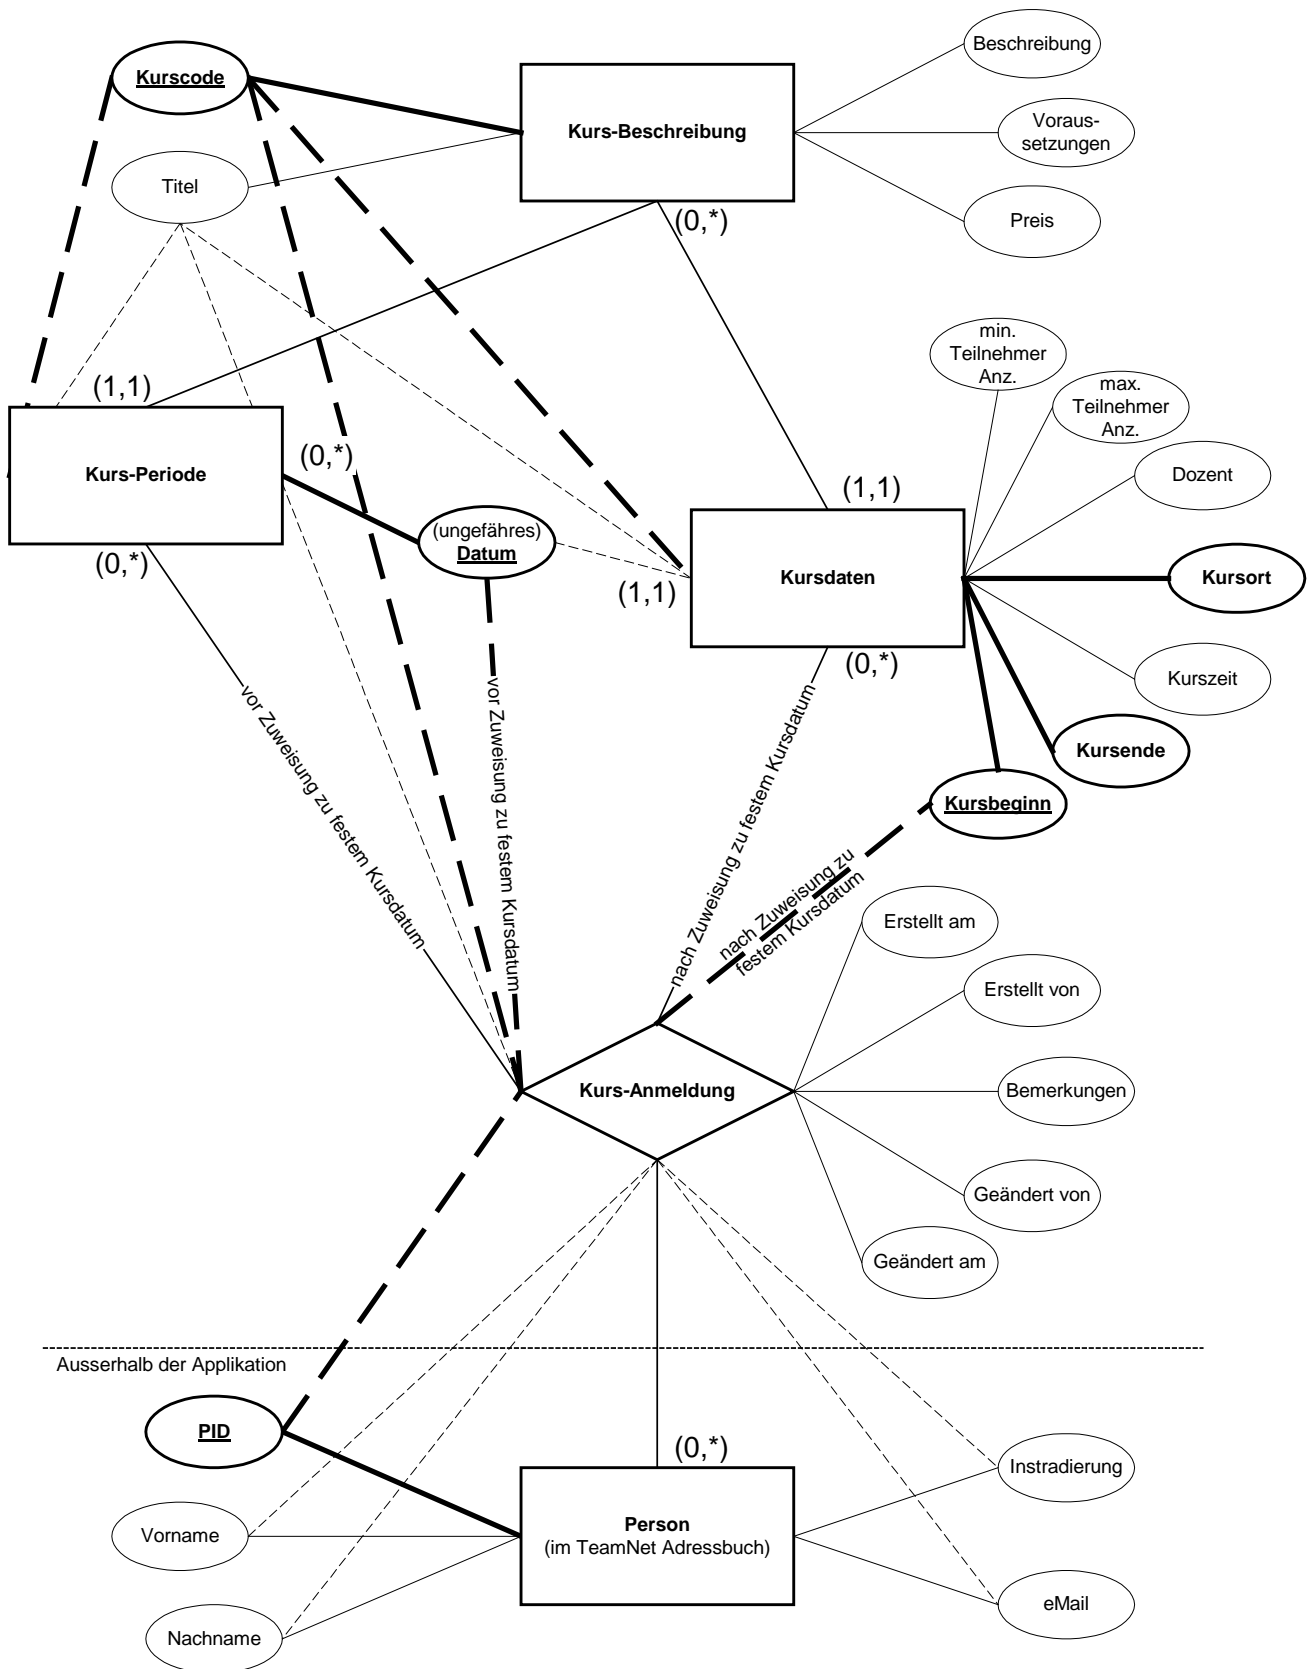 Beschreibung
Kurscode
Kurs-Beschreibung
Voraus-
setzungen
Titel
Preis
(0,*)
min.
Teilnehmer
Anz.
max.
Teilnehmer
Anz.
(1,1)
Kurs-Periode
(0,*)
Dozent
(1,1)
(ungefähres)
Datum
(0,*)
(1,1)
Kursdaten
Kursort
(0,*)
Kurszeit
Kursende
Kursbeginn
vor Zuweisung zu festem Kursdatum
vor Zuweisung zu festem Kursdatum
nach Zuweisung zu festem Kursdatum
nach Zuweisung zu
festem Kursdatum
Erstellt am
Erstellt von
Kurs-Anmeldung
Bemerkungen
Geändert von
Geändert am
Ausserhalb der Applikation
PID
(0,*)
Instradierung
Vorname
Person
(im TeamNet Adressbuch)
eMail
Nachname